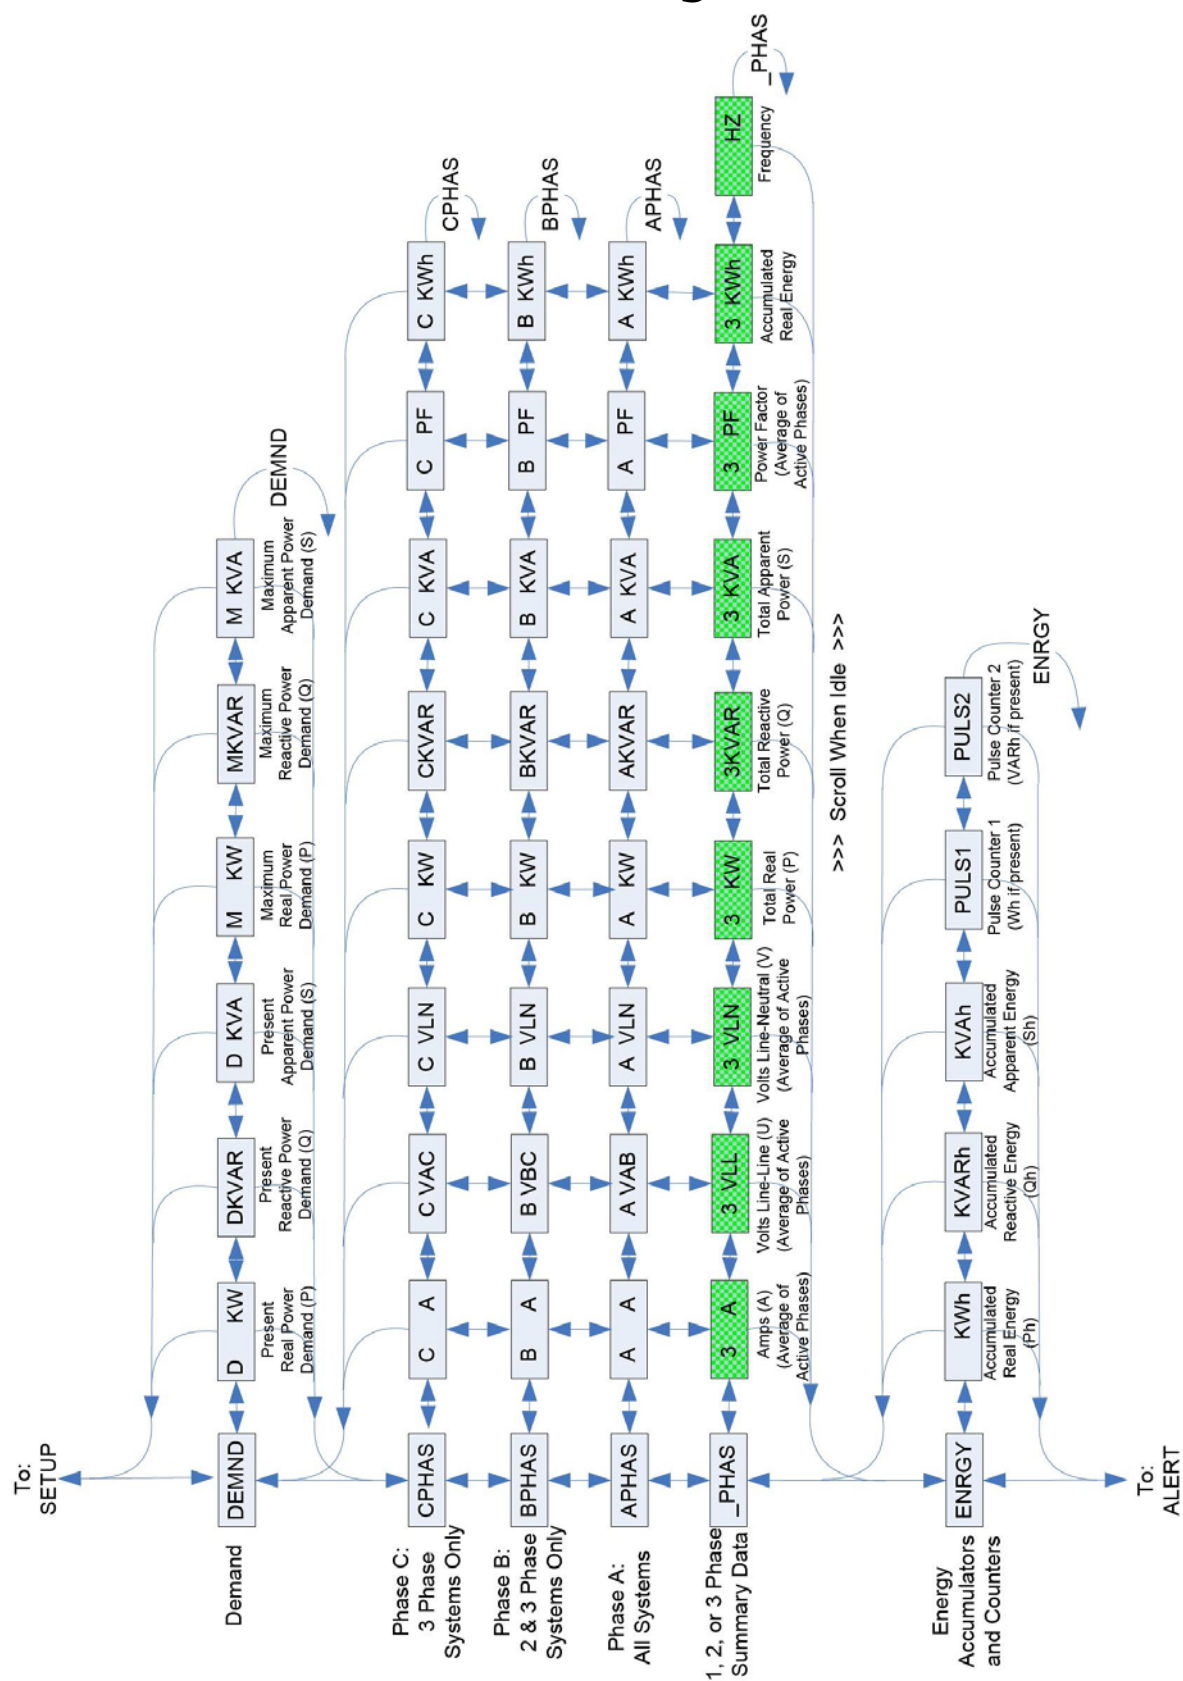 To:
SETUP
Demand
DEMND
D KW
Present
Real Power
Demand (P)
DKVAR
Present
Reactive Power
Demand (Q)
D KVA
Present
Apparent Power
Demand (S)
M KW
Maximum
Real Power
Demand (P)
MKVAR
Maximum
Reactive Power
Demand (Q)
M KVA
Maximum
Apparent Power
Demand (S)
DEMND
Phase C:
3 Phase
Systems Only
CPHAS
C A
C VAC
C VLN
C KW
CKVAR
C KVA
C PF
C KWh
CPHAS
Phase B:
2 & 3 Phase
Systems Only
BPHAS
B A
B VBC
B VLN
B KW
BKVAR
B KVA
B PF
B KWh
BPHAS
Phase A:
All Systems
APHAS
A A
A VAB
A VLN
A KW
AKVAR
A KVA
A PF
A KWh
APHAS
1, 2, or 3 Phase
Summary Data
_PHAS
3 A
Amps (A)
(Average of
Active Phases)
3 VLL
Volts Line-Line (U)
(Average of Active
Phases)
3 VLN
Volts Line-Neutral (V)
(Average of Active
Phases)
3 KW
Total Real
Power (P)
3KVAR
Total Reactive
Power (Q)
3 KVA
Total Apparent
Power (S)
3 PF
Power Factor
(Average of
Active Phases)
3 KWh
Accumulated
Real Energy
HZ
Frequency
_PHAS
>>> Scroll When Idle >>>
Energy
Accumulators
and Counters
ENRGY
KWh
Accumulated
Real Energy
(Ph)
KVARh
Accumulated
Reactive Energy
(Qh)
KVAh
Accumulated
Apparent Energy
(Sh)
PULS1
Pulse Counter 1
(Wh if present)
PULS2
Pulse Counter 2
(VARh if present)
ENRGY
To:
ALERT